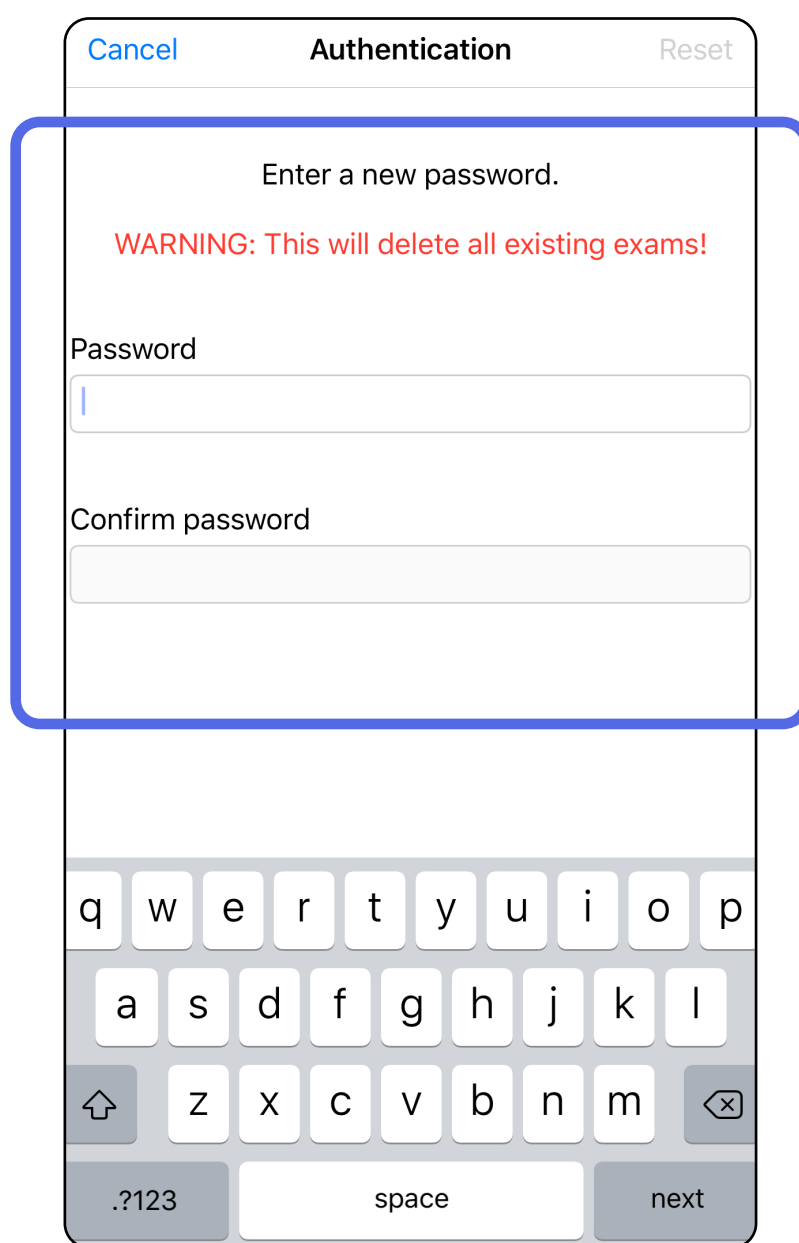 Cancel Authentication Reset
Enter a new password.
WARNING: This will delete all existing exams!
Password
Confirm password
q w e r t y u i o p
a s d f g h j k l
z x c v b n m
.?123 space next